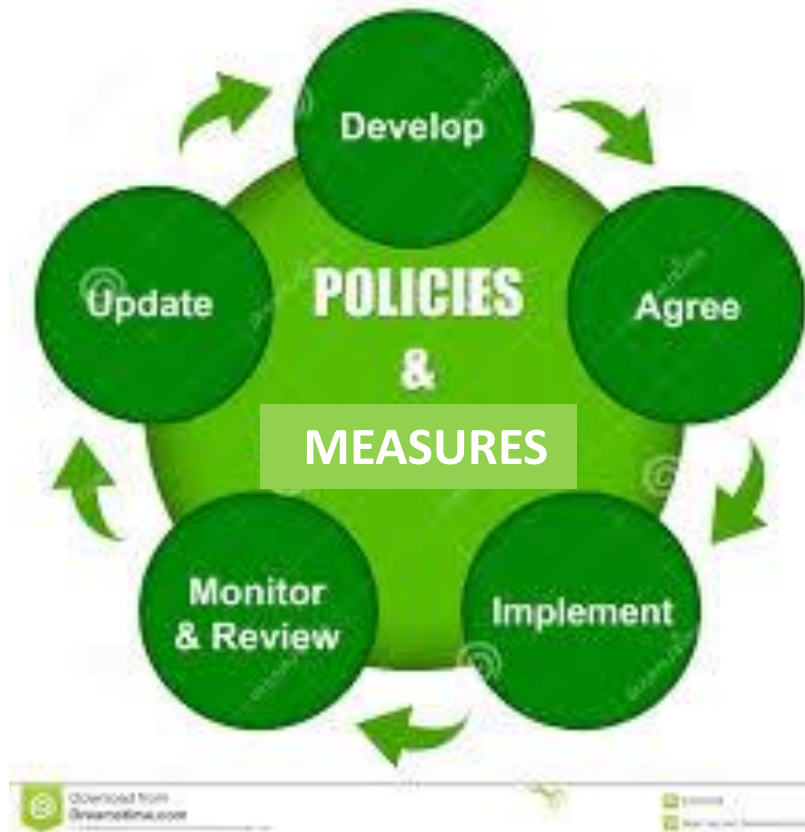 Develop
Agree
Implement
Monitor
& Review
Update
POLICIES
&
MEASURES
Download from
Dreamstime.com